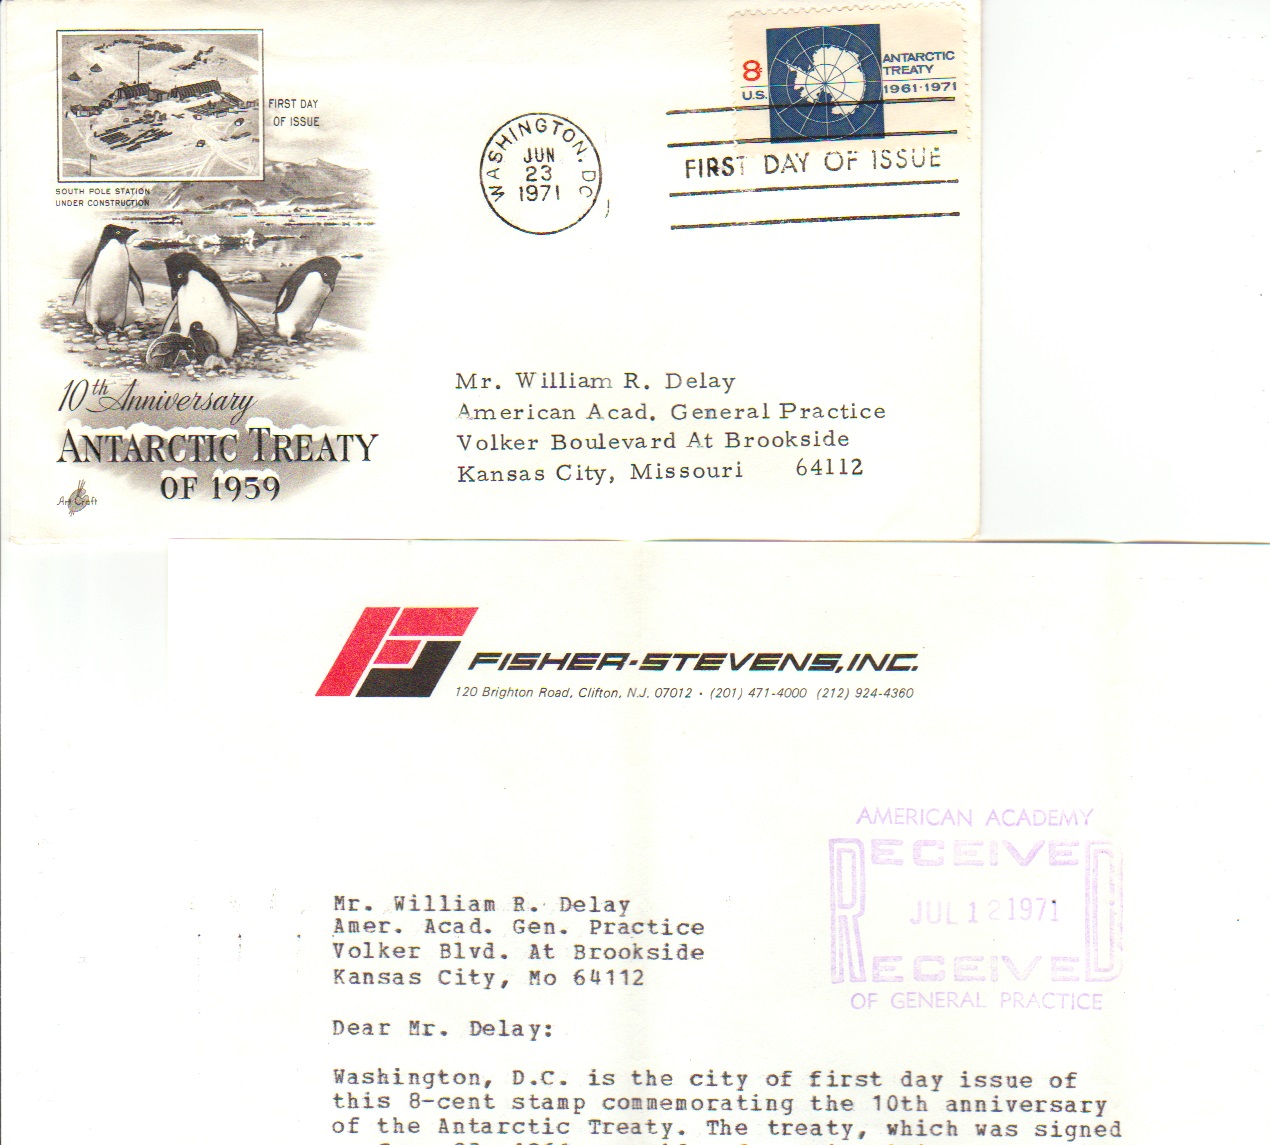 FIRST DAY
OF ISSUE
SOUTH POLE STATION
UNDER CONSTRUCTION
10th Anniversary
ANTARCTIC TREATY
OF 1959
Art Craft
WASHINGTON, DC
JUN
23
1971
8c
U.S.
ANTARCTIC
TREATY
1961·1971
FIRST DAY OF ISSUE
Mr. William R. Delay
American Acad. General Practice
Volker Boulevard At Brookside
Kansas City, Missouri 64112
FISHER-STEVENS, INC.
120 Brighton Road, Clifton, N.J. 07012 · (201) 471-4000 (212) 924-4360
AMERICAN ACADEMY
RECEIVED
JUL 12 1971
RECEIVED
OF GENERAL PRACTICE
Mr. William R. Delay
Amer. Acad. Gen. Practice
Volker Blvd. At Brookside
Kansas City, Mo 64112
Dear Mr. Delay:
Washington, D.C. is the city of first day issue of
this 8-cent stamp commemorating the 10th anniversary
of the Antarctic Treaty. The treaty, which was signed